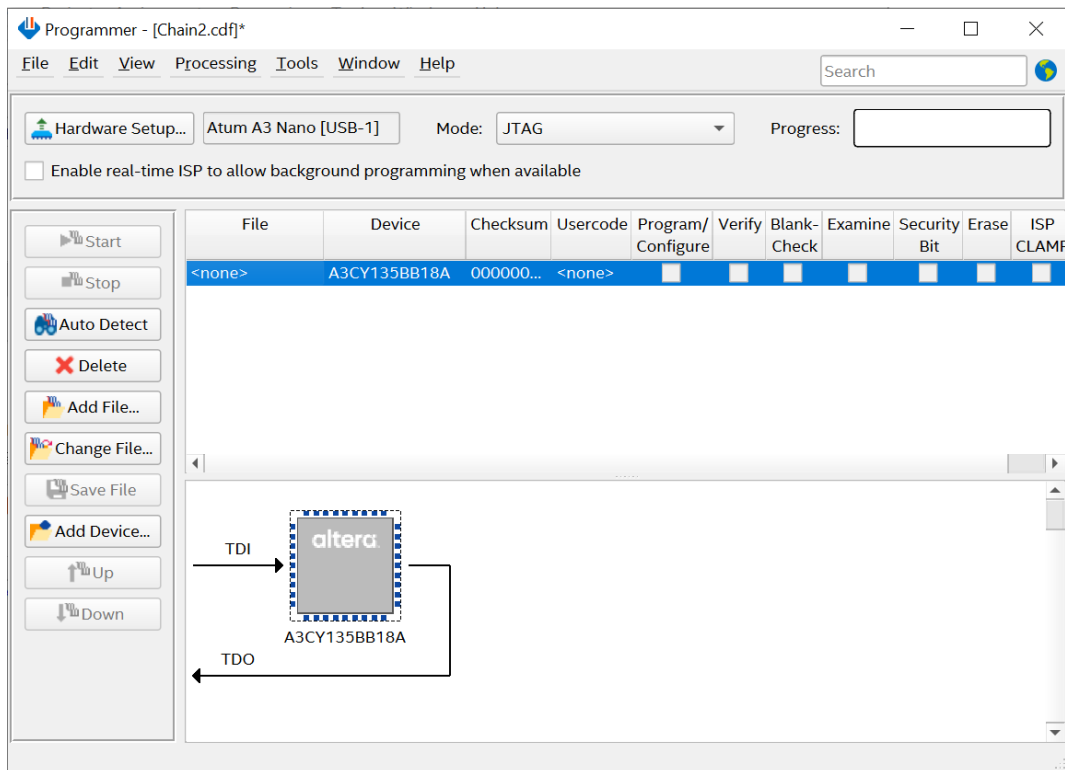 Programmer - [Chain2.cdf]*
File Edit View Processing Tools Window Help
Search
Hardware Setup... Atum A3 Nano [USB-1] Mode: JTAG Progress:
Enable real-time ISP to allow background programming when available
File Device Checksum Usercode Program/ Verify Blank- Examine Security Erase ISP
Configure Check Bit CLAMP
<none> A3CY135BB18A 000000... <none>
Start
Stop
Auto Detect
Delete
Add File...
Change File...
Save File
Add Device...
Up
Down
altera
TDI
A3CY135BB18A
TDO